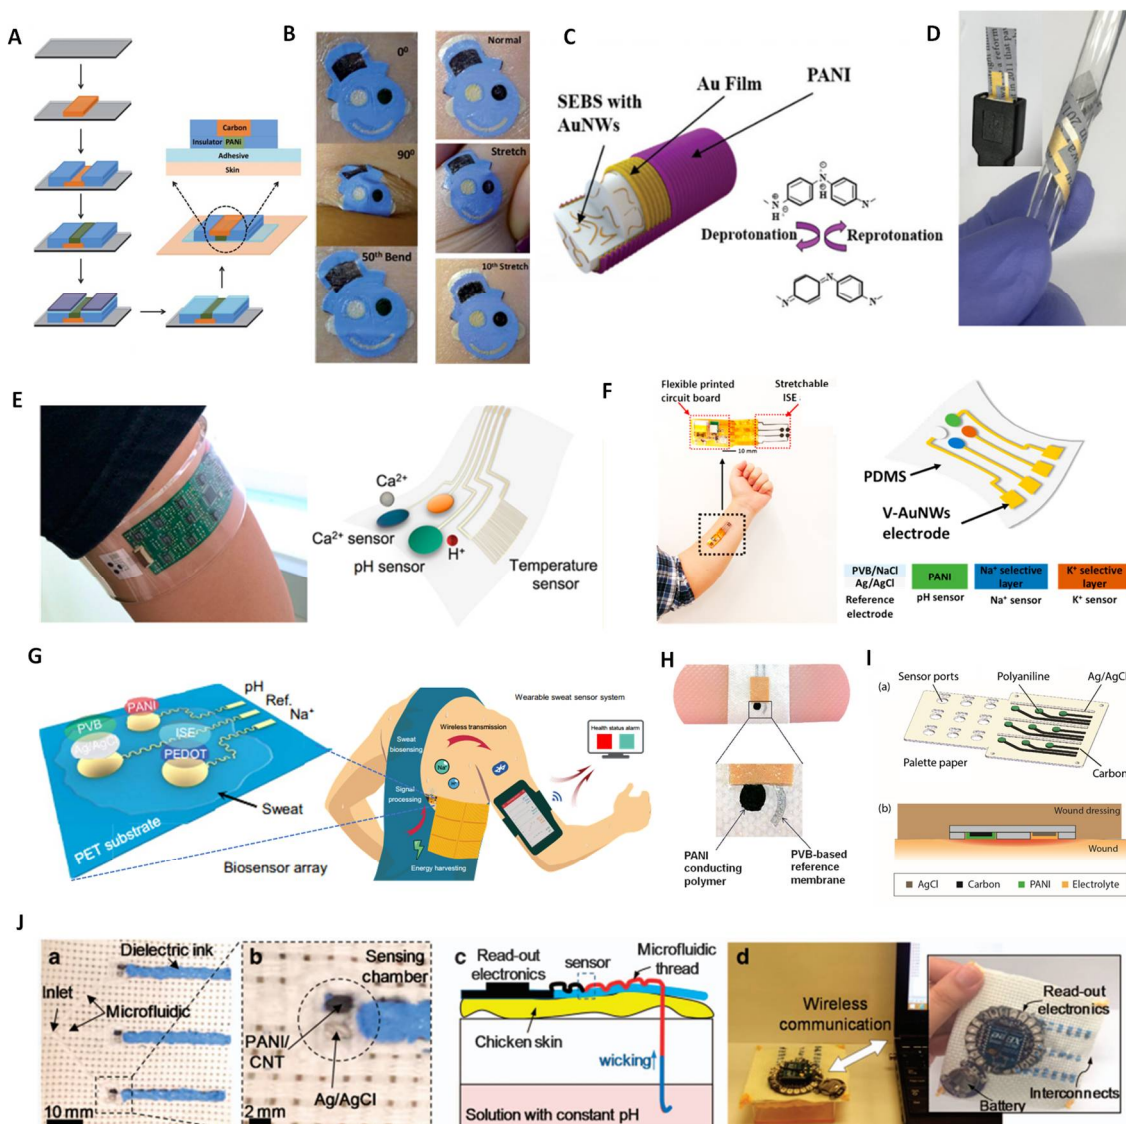 A
Carbon
Insulator PANi
Adhesive
Skin
B
0⁰
Normal
90⁰
Stretch
50th Bend
10th Stretch
C
SEBS with
AuNWs
Au Film
PANI
N
H
N
H
N
Deprotonation
Reprotonation
N
N
N
D
E
Ca²⁺
Ca²⁺ sensor
pH sensor
H⁺
Temperature
sensor
F
Flexible printed
circuit board
Stretchable
ISE
10 mm
PDMS
V-AuNWs
electrode
PVB/NaCl
Ag/AgCl
Reference
electrode
PANI
pH sensor
Na⁺ selective
layer
Na⁺ sensor
K⁺ selective
layer
K⁺ sensor
G
pH
Ref.
Na⁺
PANI
PVB
Ag/AgCl
ISE
PEDOT
Sweat
PET substrate
Biosensor array
Wearable sweat sensor system
Wireless transmission
Health status alarm
Sweat
biosensing
Na⁺
Signal
processing
Energy harvesting
H
PANI
conducting
polymer
PVB-based
reference
membrane
I
(a)
Sensor ports
Polyaniline
Ag/AgCl
Palette paper
Carbon
(b)
Wound dressing
Wound
AgCl
Carbon
PANI
Electrolyte
J
a
Dielectric ink
Inlet
Microfluidic
10 mm
b
Sensing
chamber
PANI/
CNT
Ag/AgCl
2 mm
c
Read-out
electronics
sensor
Microfluidic
thread
Chicken skin
wicking
Solution with constant pH
d
Wireless
communication
Read-out
electronics
Interconnects
Battery